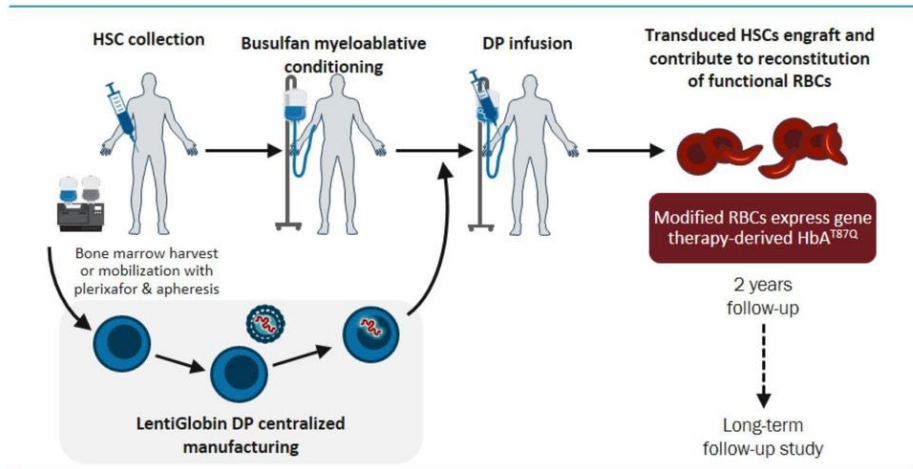 HSC collection
Busulfan myeloablative
conditioning
DP infusion
Transduced HSCs engraft and
contribute to reconstitution
of functional RBCs
Bone marrow harvest
or mobilization with
plerixafor & apheresis
LentiGlobin DP centralized
manufacturing
Modified RBCs express gene
therapy-derived HbAᵀ⁸⁷Q
2 years
follow-up
Long-term
follow-up study